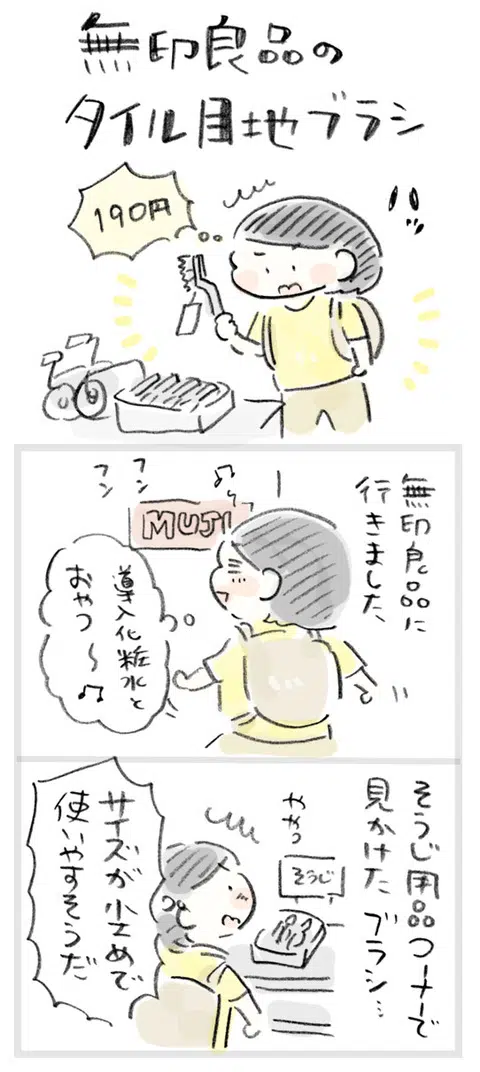 無印良品の
タイル目地ブラシ
190円
無印良品に
行きました
フン
フン
MUJI
導入化粧水と
おやつ〜♫
そうじ用品コーナーで
見かけたブラシ…
ややっ
そうじ
サイズが小さめで
使いやすそうだ